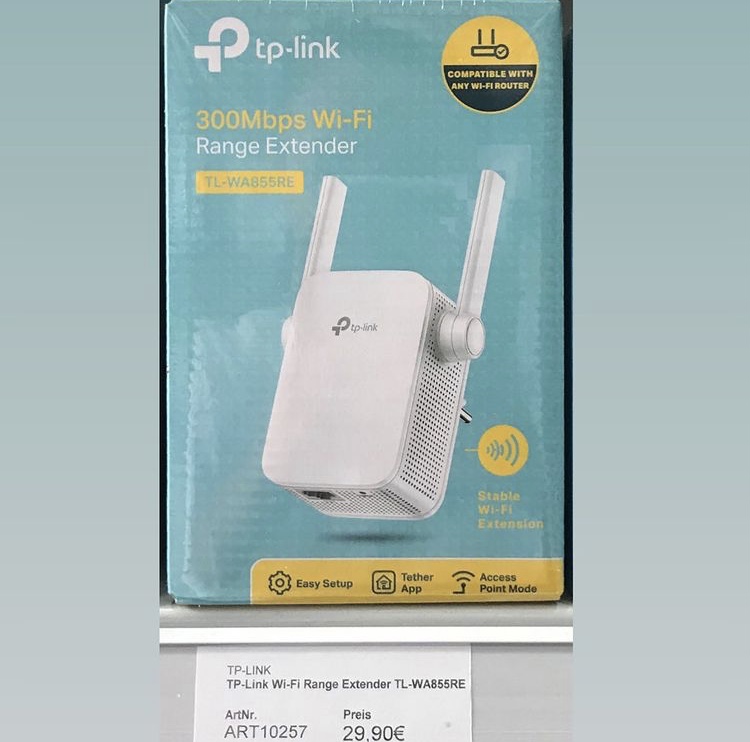 tp-link
COMPATIBLE WITH
ANY WI-FI ROUTER
300Mbps Wi-Fi
Range Extender
TL-WA855RE
tp-link
Stable
Wi-Fi
Extension
Easy Setup
Tether
App
Access
Point Mode
TP-LINK
TP-Link Wi-Fi Range Extender TL-WA855RE
ArtNr. Preis
ART10257 29,90€